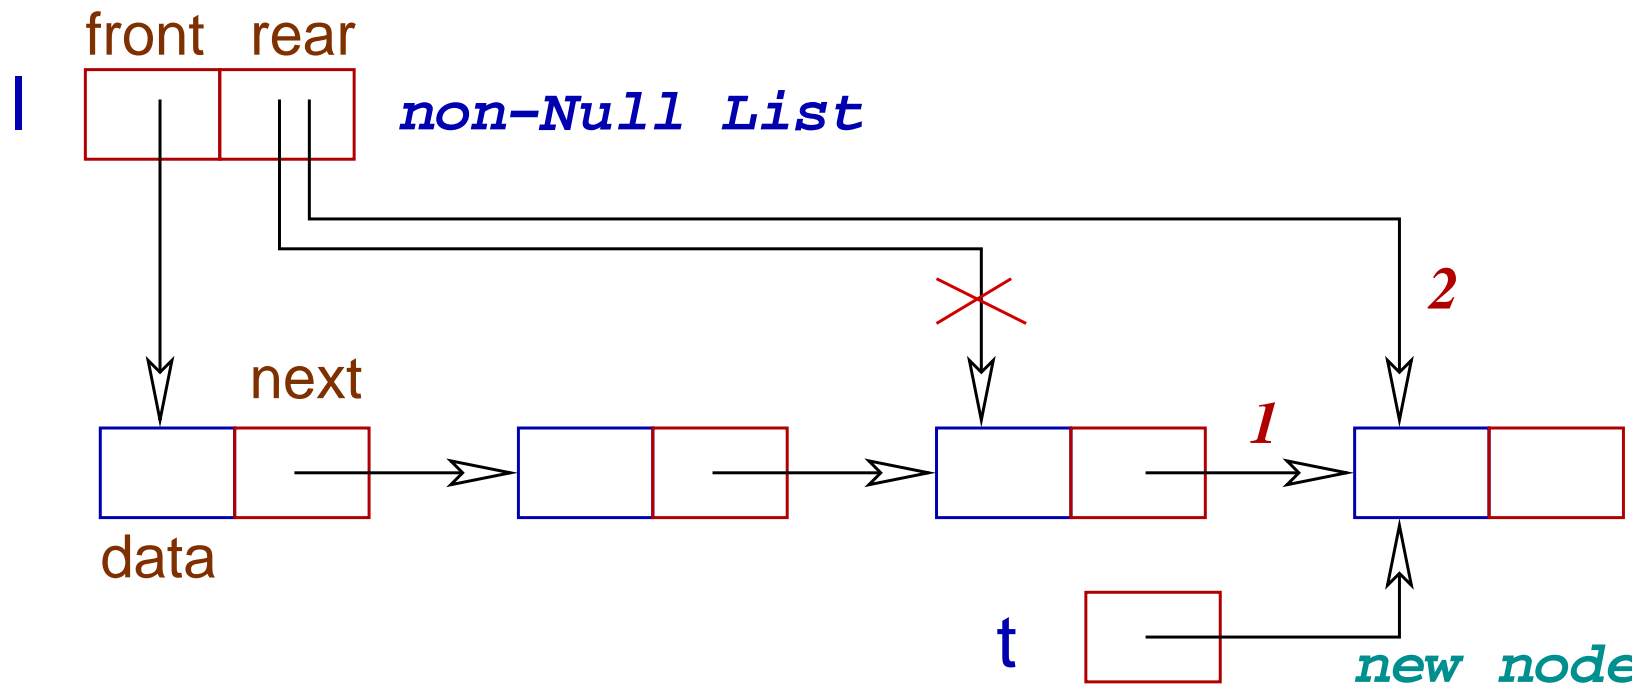 front rear
l non-Null List
2
next
1
data
t
new node